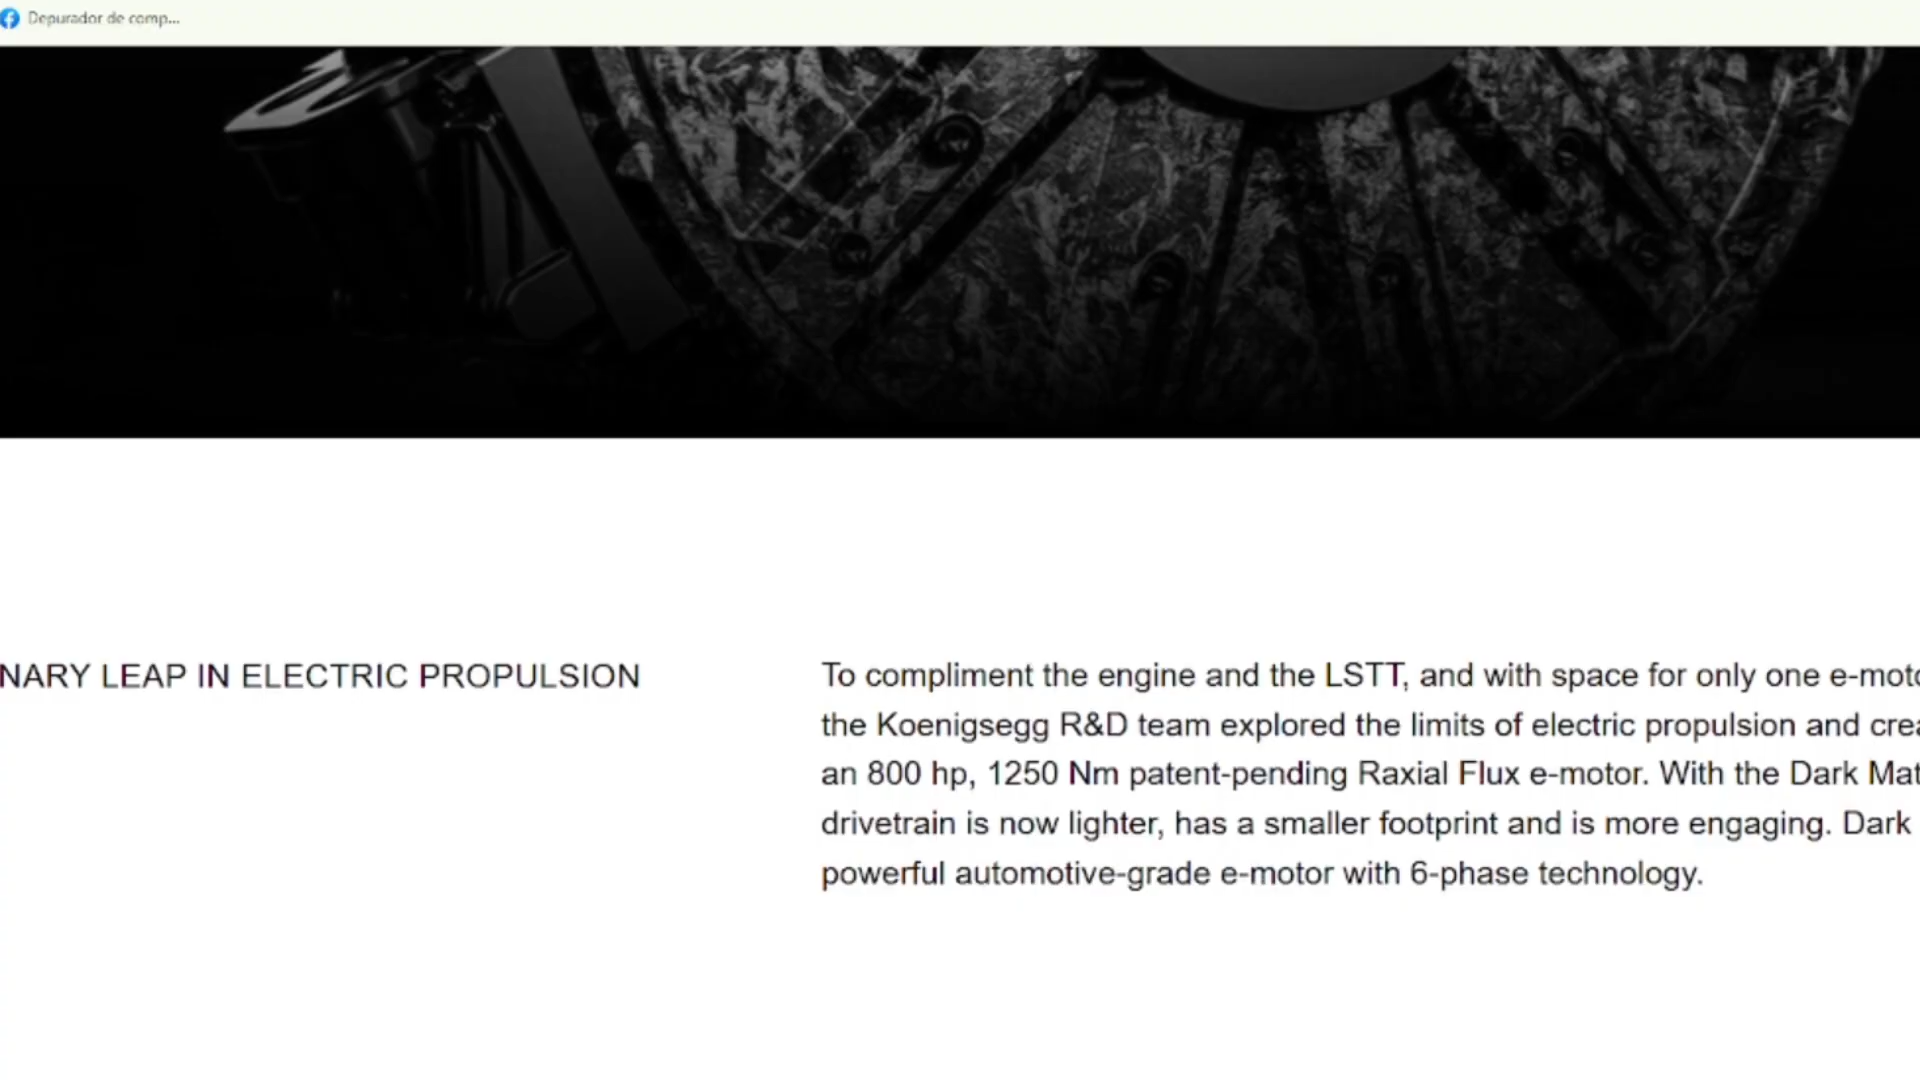 Depurador de comp...
NARY LEAP IN ELECTRIC PROPULSION
To compliment the engine and the LSTT, and with space for only one e-moto
the Koenigsegg R&D team explored the limits of electric propulsion and crea
an 800 hp, 1250 Nm patent-pending Raxial Flux e-motor. With the Dark Mat
drivetrain is now lighter, has a smaller footprint and is more engaging. Dark
powerful automotive-grade e-motor with 6-phase technology.